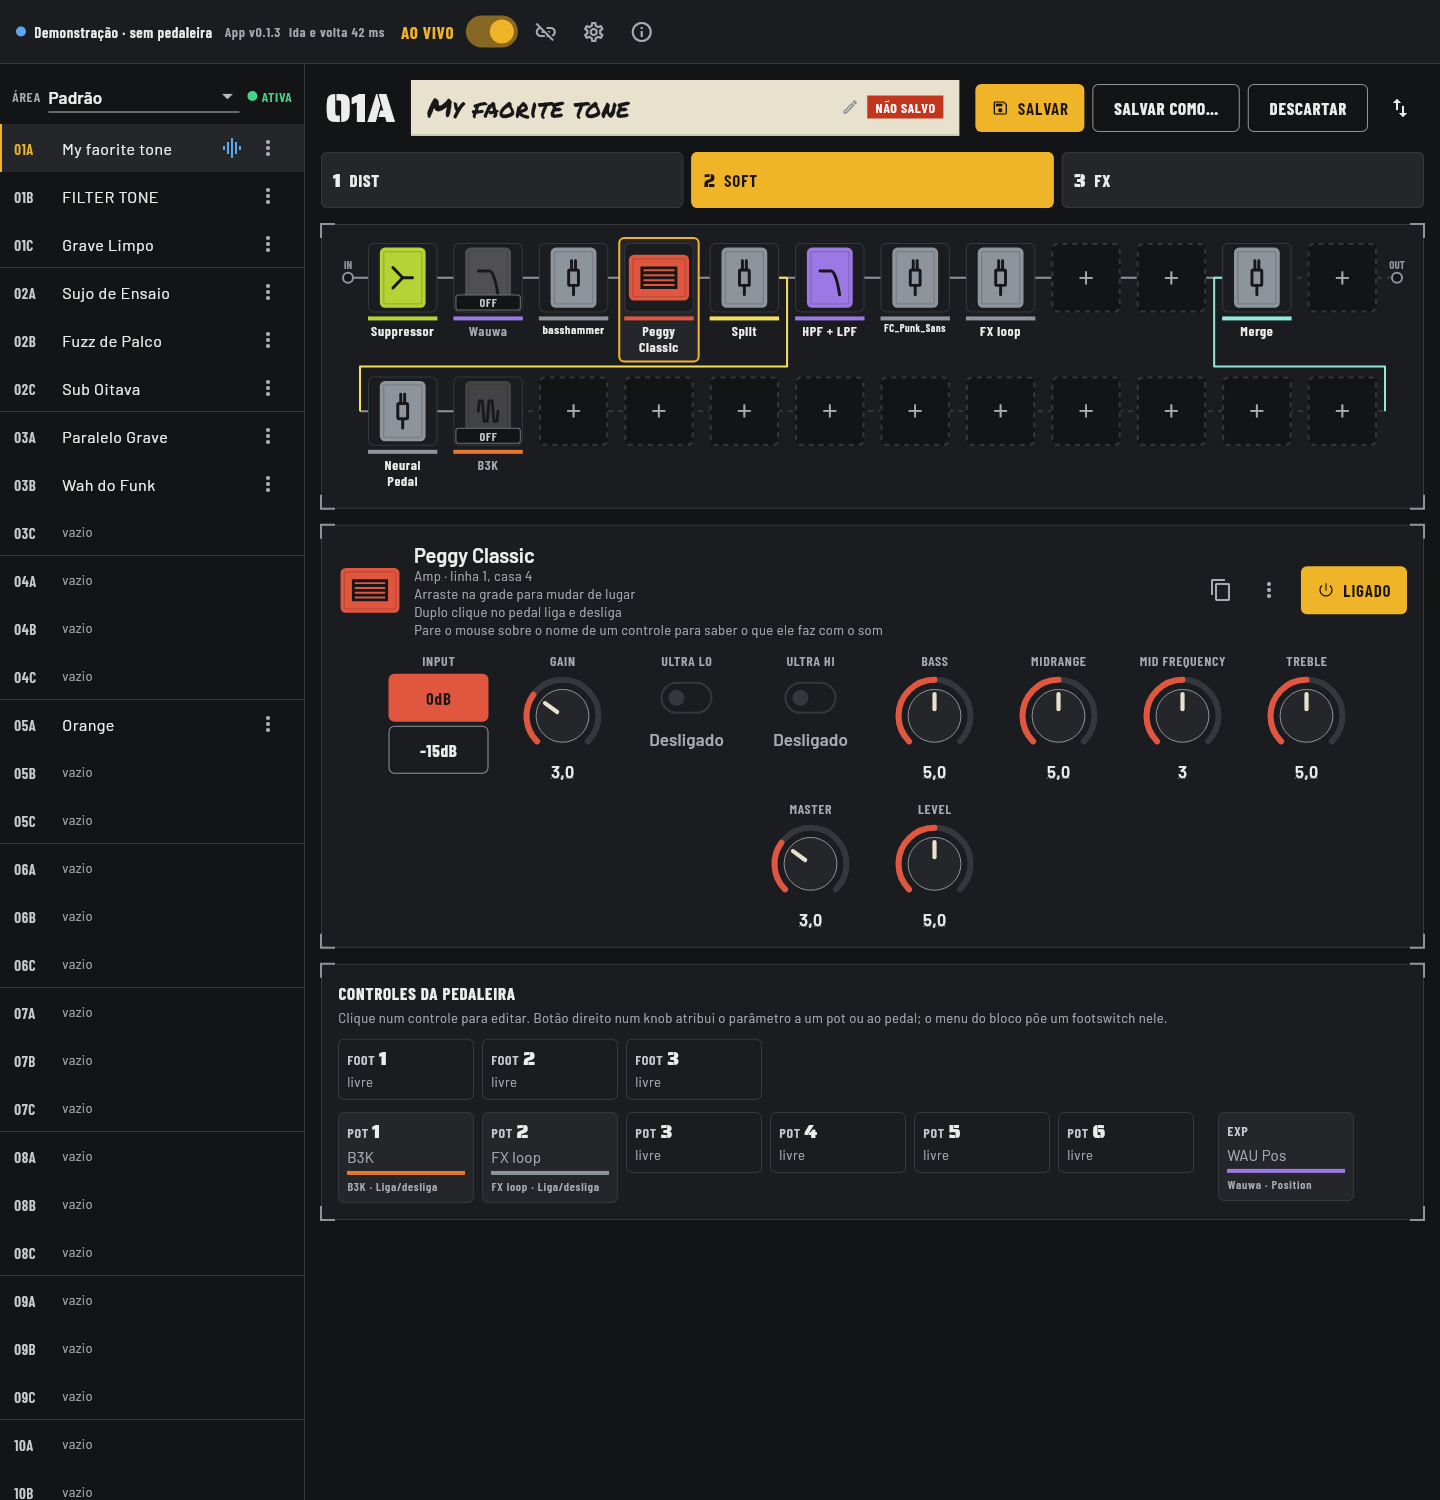 Demonstração · sem pedaleira App v0.1.3 Ida e volta 42 ms AO VIVO
ÁREA Padrão ATIVA
01A My faorite tone
01B FILTER TONE
01C Grave Limpo
02A Sujo de Ensaio
02B Fuzz de Palco
02C Sub Oitava
03A Paralelo Grave
03B Wah do Funk
03C vazio
04A vazio
04B vazio
04C vazio
05A Orange
05B vazio
05C vazio
06A vazio
06B vazio
06C vazio
07A vazio
07B vazio
07C vazio
08A vazio
08B vazio
08C vazio
09A vazio
09B vazio
09C vazio
10A vazio
10B vazio
01A My faorite tone NÃO SALVO SALVAR SALVAR COMO... DESCARTAR
1 DIST 2 SOFT 3 FX
IN OUT
OFF
Suppressor Wauwa basshammer Peggy Classic Split HPF + LPF FC_Punk_Sans FX loop Merge
OFF
Neural Pedal B3K
Peggy Classic
Amp · linha 1, casa 4
Arraste na grade para mudar de lugar
Duplo clique no pedal liga e desliga
Pare o mouse sobre o nome de um controle para saber o que ele faz com o som
LIGADO
INPUT GAIN ULTRA LO ULTRA HI BASS MIDRANGE MID FREQUENCY TREBLE
0dB
-15dB
Desligado Desligado
3,0 5,0 5,0 3 5,0
MASTER LEVEL
3,0 5,0
CONTROLES DA PEDALEIRA
Clique num controle para editar. Botão direito num knob atribui o parâmetro a um pot ou ao pedal; o menu do bloco põe um footswitch nele.
FOOT 1 FOOT 2 FOOT 3
livre livre livre
POT 1 POT 2 POT 3 POT 4 POT 5 POT 6 EXP
B3K FX loop livre livre livre livre WAU Pos
B3K · Liga/desliga FX loop · Liga/desliga Wauwa · Position